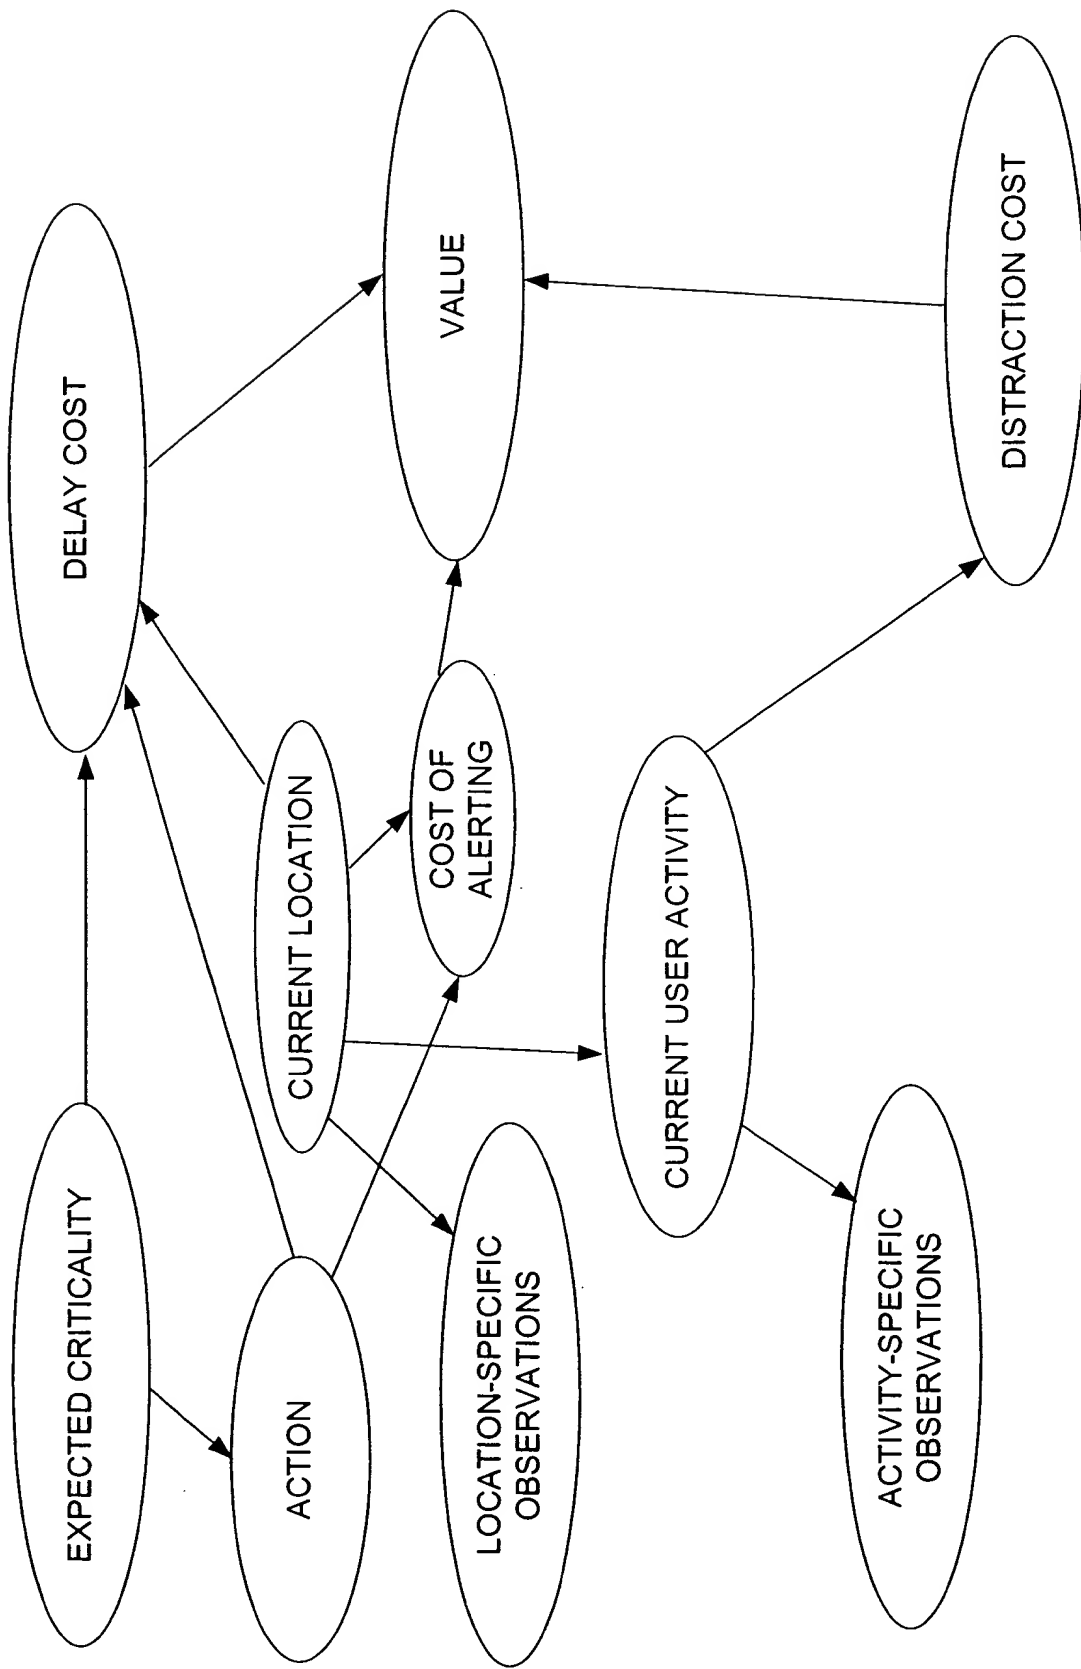 EXPECTED CRITICALITY
DELAY COST
ACTION
CURRENT LOCATION
COST OF
ALERTING
VALUE
LOCATION-SPECIFIC
OBSERVATIONS
CURRENT USER ACTIVITY
ACTIVITY-SPECIFIC
OBSERVATIONS
DISTRACTION COST